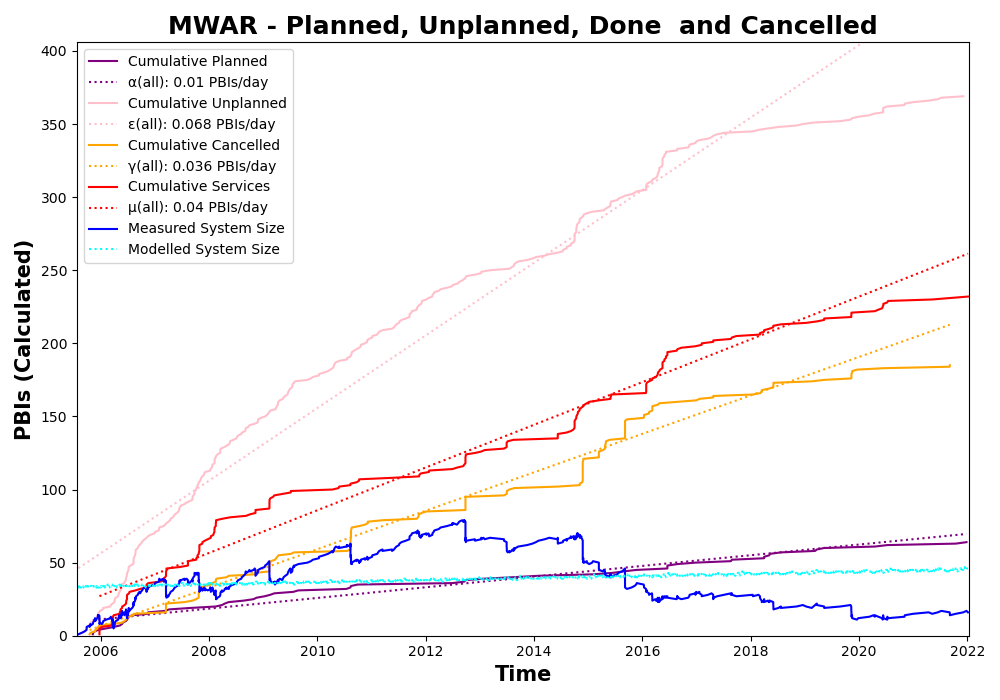 MWAR - Planned, Unplanned, Done  and Cancelled
Cumulative Planned
α(all): 0.01 PBIs/day
Cumulative Unplanned
ε(all): 0.068 PBIs/day
Cumulative Cancelled
γ(all): 0.036 PBIs/day
Cumulative Services
μ(all): 0.04 PBIs/day
Measured System Size
Modelled System Size
PBIs (Calculated)
400
350
300
250
200
150
100
50
0
2006 2008 2010 2012 2014 2016 2018 2020 2022
Time